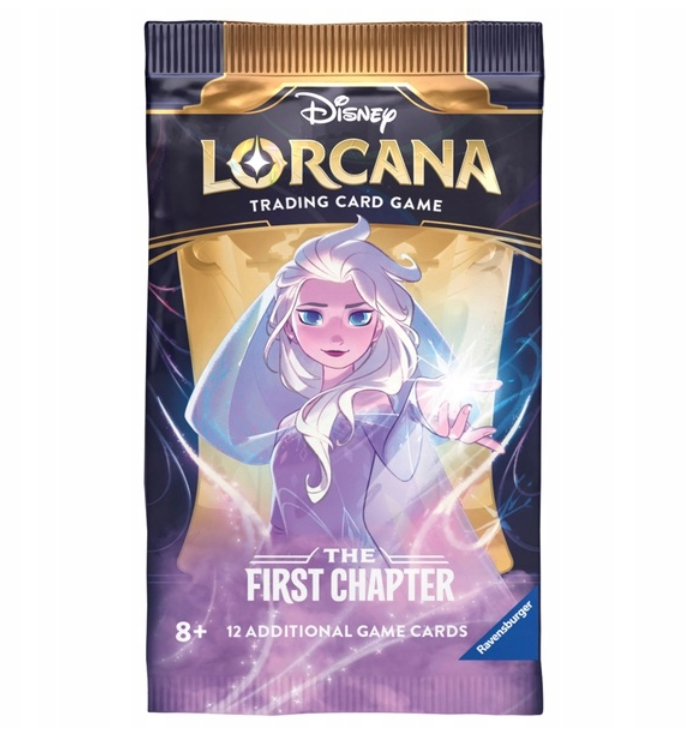 Disney
LORCANA
TRADING CARD GAME
THE
FIRST CHAPTER
8+ 12 ADDITIONAL GAME CARDS
Ravensburger